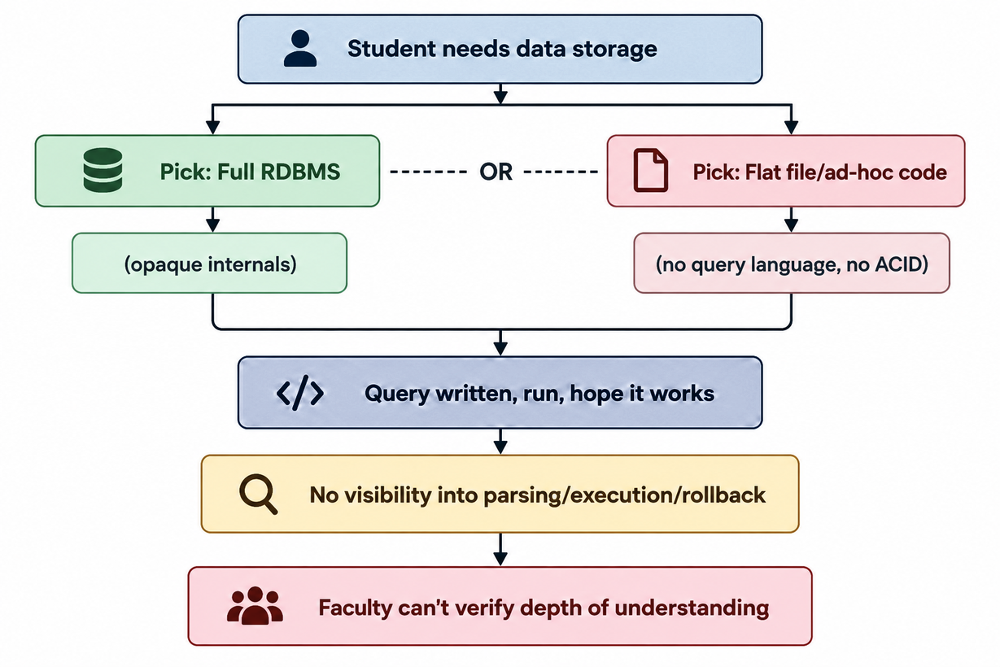 Student needs data storage
Pick: Full RDBMS
OR
Pick: Flat file/ad-hoc code
(opaque internals)
(no query language, no ACID)
</> Query written, run, hope it works
No visibility into parsing/execution/rollback
Faculty can't verify depth of understanding